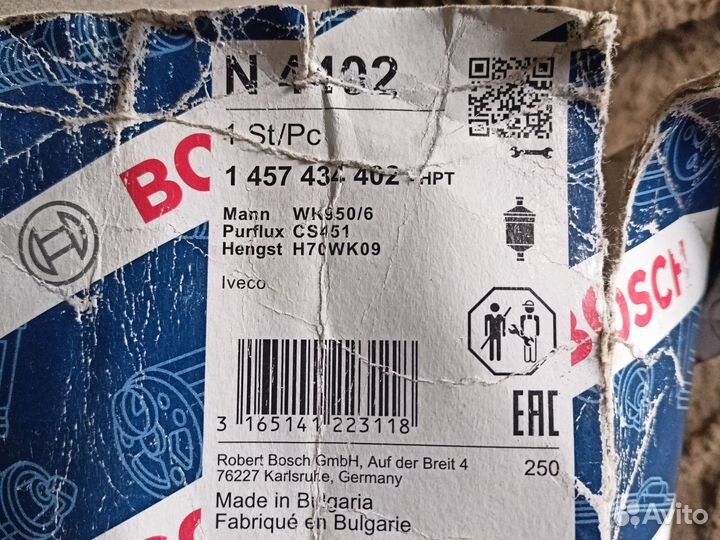 N 4402
1 St/Pc
1 457 434 402 - HPT
BOSCH
Mann WK950/6
Purflux CS451
Hengst H70WK09
Iveco
BOSCH
3 165141 223118
EAC
Robert Bosch GmbH, Auf der Breit 4
76227 Karlsruhe, Germany
250
Made in Bulgaria
Fabriqué en Bulgarie
Avito